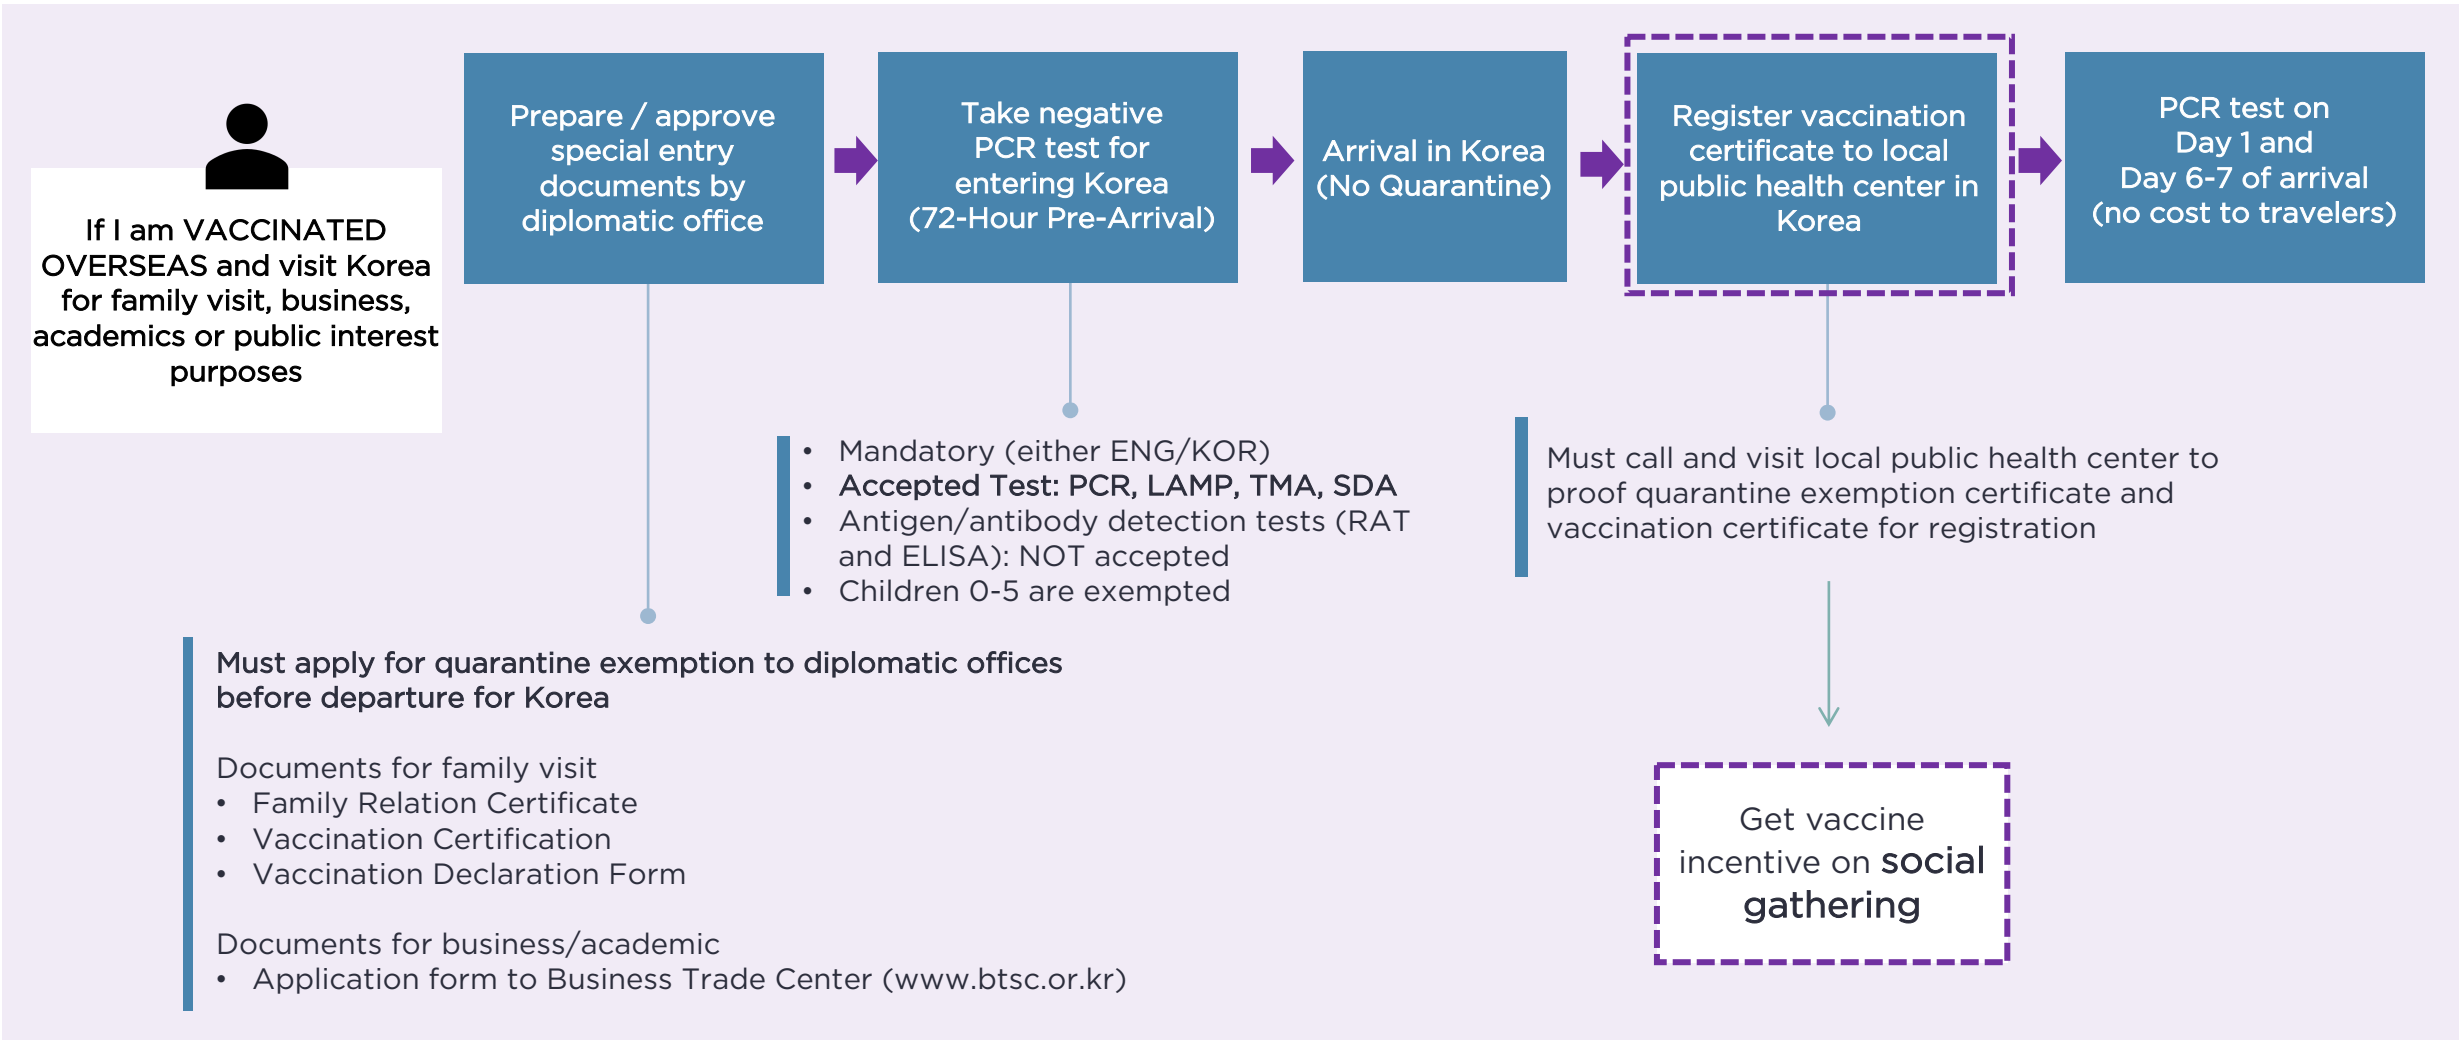 If I am VACCINATED
OVERSEAS and visit Korea
for family visit, business,
academics or public interest
purposes
Prepare / approve
special entry
documents by
diplomatic office
Take negative
PCR test for
entering Korea
(72-Hour Pre-Arrival)
Arrival in Korea
(No Quarantine)
Register vaccination
certificate to local
public health center in
Korea
PCR test on
Day 1 and
Day 6-7 of arrival
(no cost to travelers)
• Mandatory (either ENG/KOR)
• Accepted Test: PCR, LAMP, TMA, SDA
• Antigen/antibody detection tests (RAT
and ELISA): NOT accepted
• Children 0-5 are exempted
Must call and visit local public health center to
proof quarantine exemption certificate and
vaccination certificate for registration
Must apply for quarantine exemption to diplomatic offices
before departure for Korea
Documents for family visit
• Family Relation Certificate
• Vaccination Certification
• Vaccination Declaration Form
Documents for business/academic
• Application form to Business Trade Center (www.btsc.or.kr)
Get vaccine
incentive on social
gathering